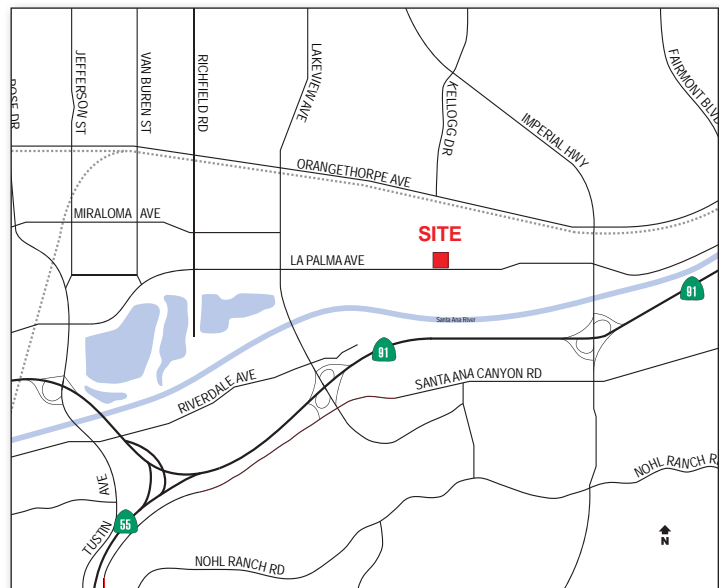 ROSE DR
JEFFERSON ST
VAN BUREN ST
RICHFIELD RD
LAKEVIEW AVE
KELLOGG DR
IMPERIAL HWY
FAIRMONT BLVD
ORANGETHORPE AVE
MIRALOMA AVE
SITE
LA PALMA AVE
91
Santa Ana River
91
SANTA ANA CANYON RD
RIVERDALE AVE
NOHL RANCH R
TUSTIN AVE
55
N
NOHL RANCH RD